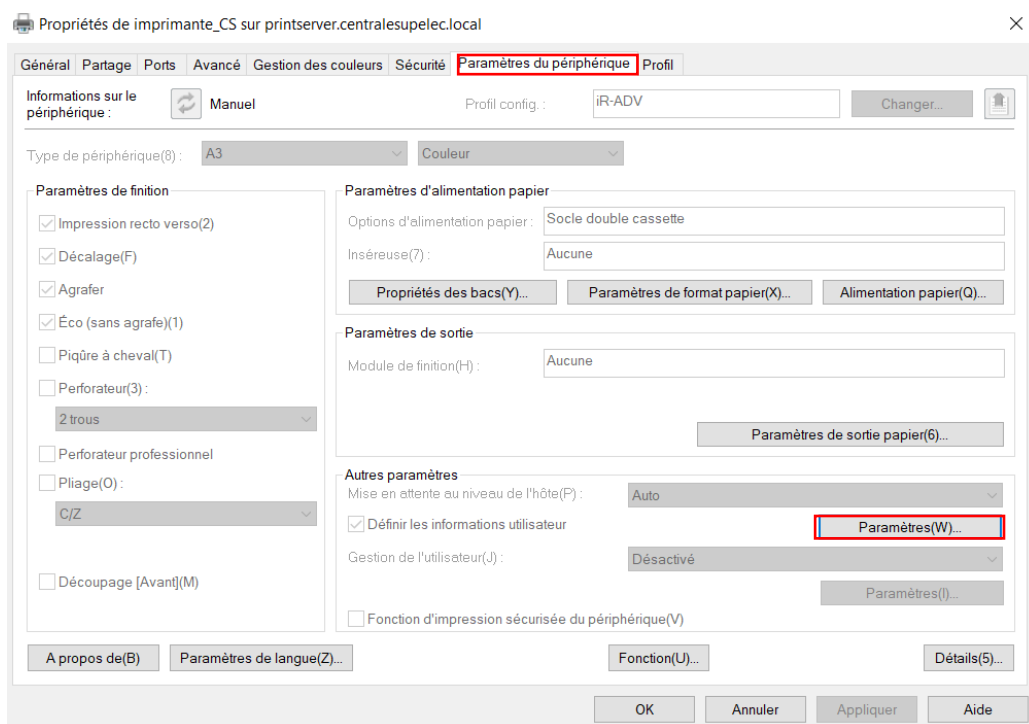 Propriétés de imprimante_CS sur printserver.centralesupelec.local
Général Partage Ports Avancé Gestion des couleurs Sécurité Paramètres du périphérique Profil
Informations sur le
périphérique :
Manuel
Profil config. :
iR-ADV
Changer...
Type de périphérique(8) :
A3
Couleur
Paramètres de finition
Impression recto verso(2)
Décalage(F)
Agrafer
Éco (sans agrafe)(1)
Piqûre à cheval(T)
Perforateur(3) :
2 trous
Perforateur professionnel
Pliage(O) :
C/Z
Découpage [Avant](M)
Paramètres d'alimentation papier
Options d'alimentation papier :
Socle double cassette
Inséreuse(7) :
Aucune
Propriétés des bacs(Y)... Paramètres de format papier(X)... Alimentation papier(Q)...
Paramètres de sortie
Module de finition(H) :
Aucune
Paramètres de sortie papier(6)...
Autres paramètres
Mise en attente au niveau de l'hôte(P) :
Auto
Définir les informations utilisateur
Paramètres(W)...
Gestion de l'utilisateur(J) :
Désactivé
Paramètres(I)...
Fonction d'impression sécurisée du périphérique(V)
A propos de(B) Paramètres de langue(Z)... Fonction(U)... Détails(5)...
OK Annuler Appliquer Aide